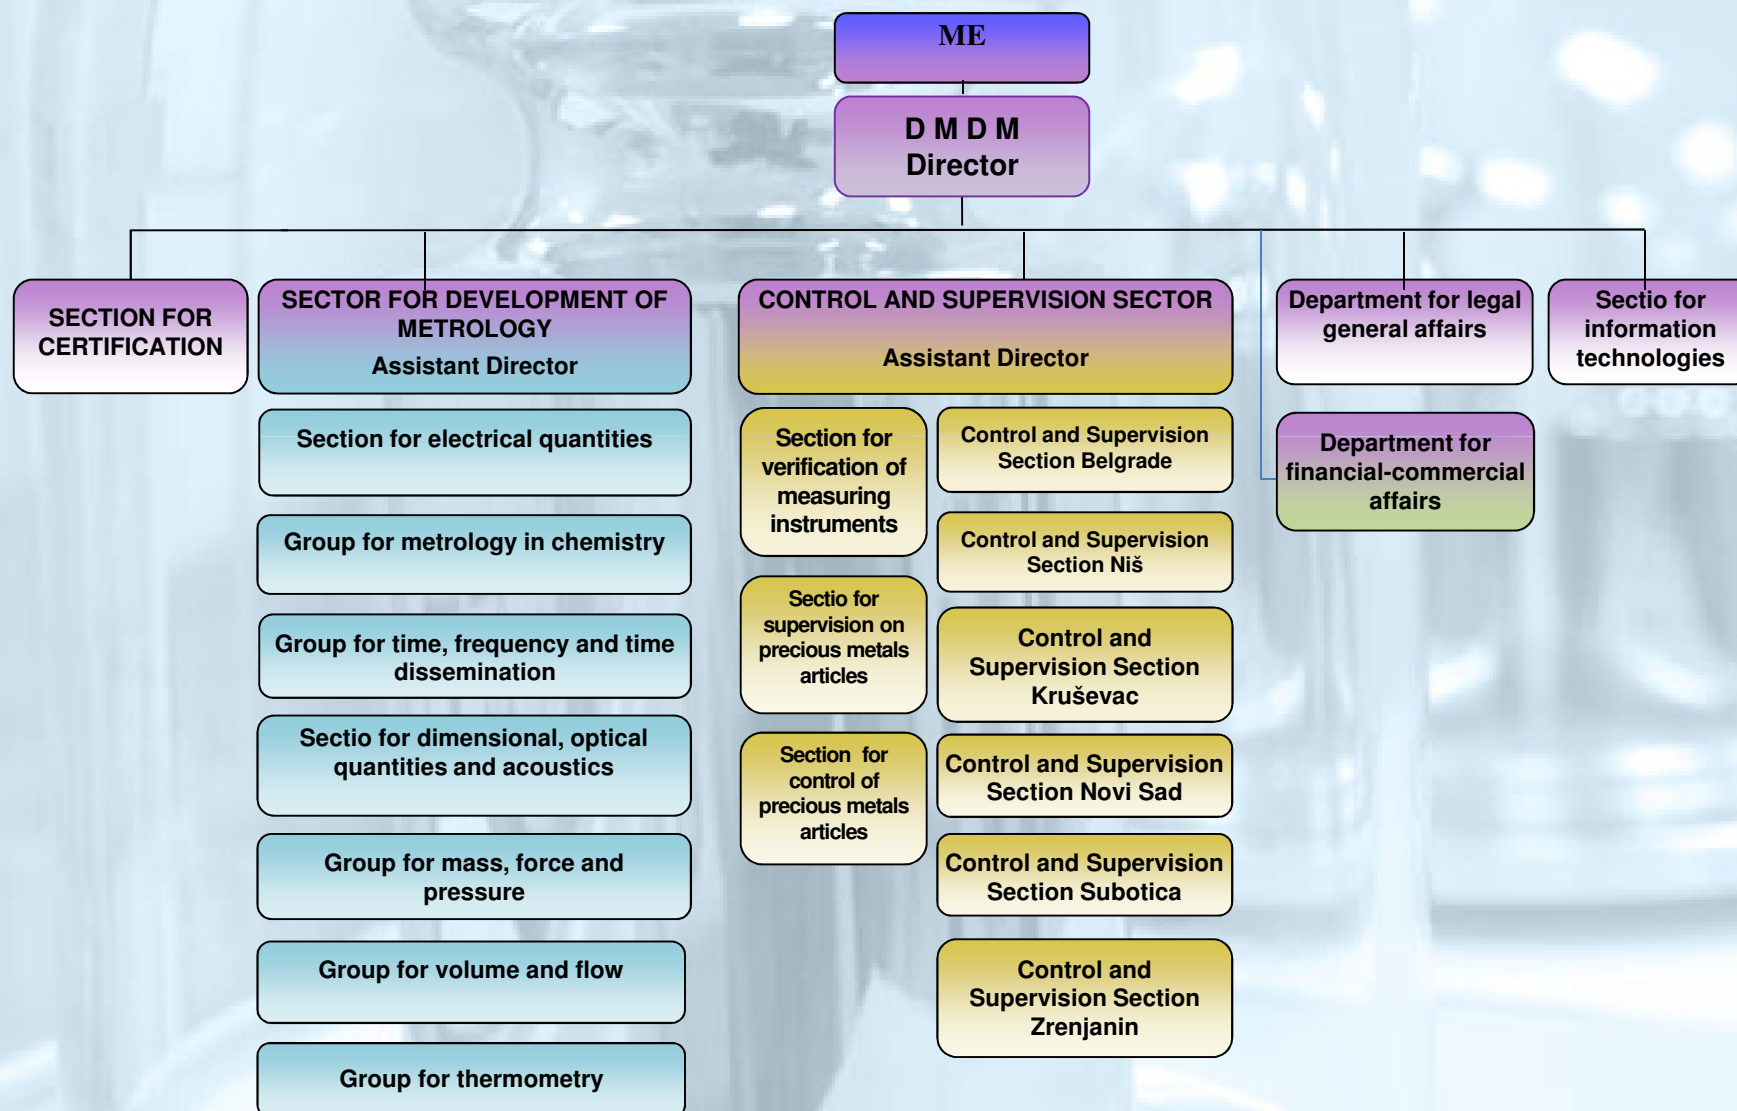 ME
D M D M
Director
SECTION FOR
CERTIFICATION
SECTOR FOR DEVELOPMENT OF
METROLOGY
Assistant Director
Section for electrical quantities
Group for metrology in chemistry
Group for time, frequency and time
dissemination
Sectio for dimensional, optical
quantities and acoustics
Group for mass, force and
pressure
Group for volume and flow
Group for thermometry
CONTROL AND SUPERVISION SECTOR
Assistant Director
Section for
verification of
measuring
instruments
Sectio for
supervision on
precious metals
articles
Section for
control of
precious metals
articles
Control and Supervision
Section Belgrade
Control and Supervision
Section Niš
Control and
Supervision Section
Kruševac
Control and Supervision
Section Novi Sad
Control and Supervision
Section Subotica
Control and
Supervision Section
Zrenjanin
Department for legal
general affairs
Department for
financial-commercial
affairs
Sectio for
information
technologies